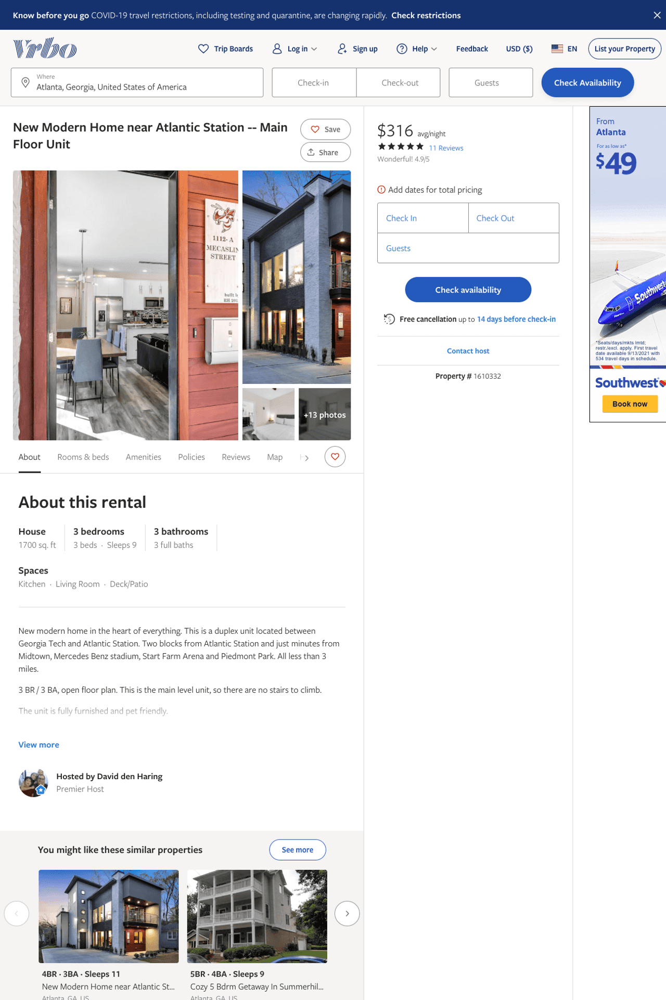 Know before you go COVID-19 travel restrictions, including testing and quarantine, are changing rapidly. Check restrictions
Vrbo
Trip Boards
Log in
Sign up
Help
Feedback
USD ($)
EN
List your Property
Where
Atlanta, Georgia, United States of America
Check-in
Check-out
Guests
Check Availability
New Modern Home near Atlantic Station -- Main
Floor Unit
Save
Share
1112-A
MECASLIN
STREET
+13 photos
About
Rooms & beds
Amenities
Policies
Reviews
Map
About this rental
House
1700 sq. ft
3 bedrooms
3 beds · Sleeps 9
3 bathrooms
3 full baths
Spaces
Kitchen · Living Room · Deck/Patio
New modern home in the heart of everything. This is a duplex unit located between
Georgia Tech and Atlantic Station. Two blocks from Atlantic Station and just minutes from
Midtown, Mercedes Benz stadium, Start Farm Arena and Piedmont Park. All less than 3
miles.
3 BR / 3 BA, open floor plan. This is the main level unit, so there are no stairs to climb.
The unit is fully furnished and pet friendly.
View more
Hosted by David den Haring
Premier Host
You might like these similar properties
See more
4BR · 3BA · Sleeps 11
New Modern Home near Atlantic St...
Atlanta, GA, US
5BR · 4BA · Sleeps 9
Cozy 5 Bdrm Getaway In Summerhil...
Atlanta, GA, US
$316 avg/night
11 Reviews
Wonderful! 4.9/5
Add dates for total pricing
Check In
Check Out
Guests
Check availability
Free cancellation up to 14 days before check-in
Contact host
Property # 1610332
From
Atlanta
For as low as*
$49
Southwest
*Seats/days/mkts lmtd;
restr./excl. apply. First travel
date available 9/13/2021 with
534 travel days in schedule.
Southwest
Book now